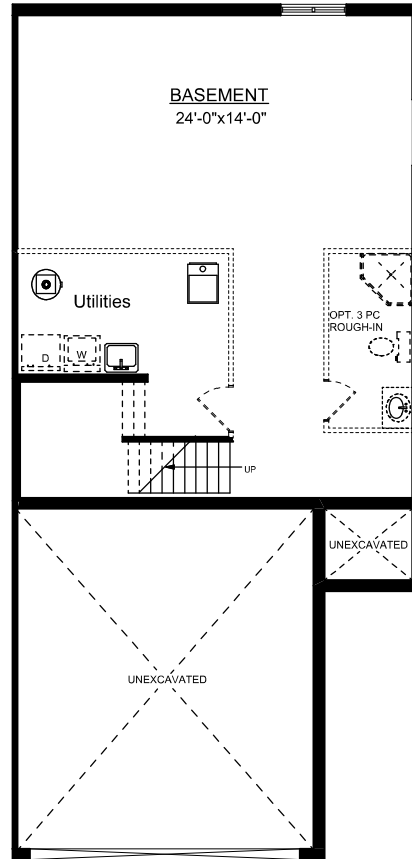 BASEMENT
24'-0"x14'-0"
Utilities
OPT. 3 PC
ROUGH-IN
D
W
UP
UNEXCAVATED
UNEXCAVATED